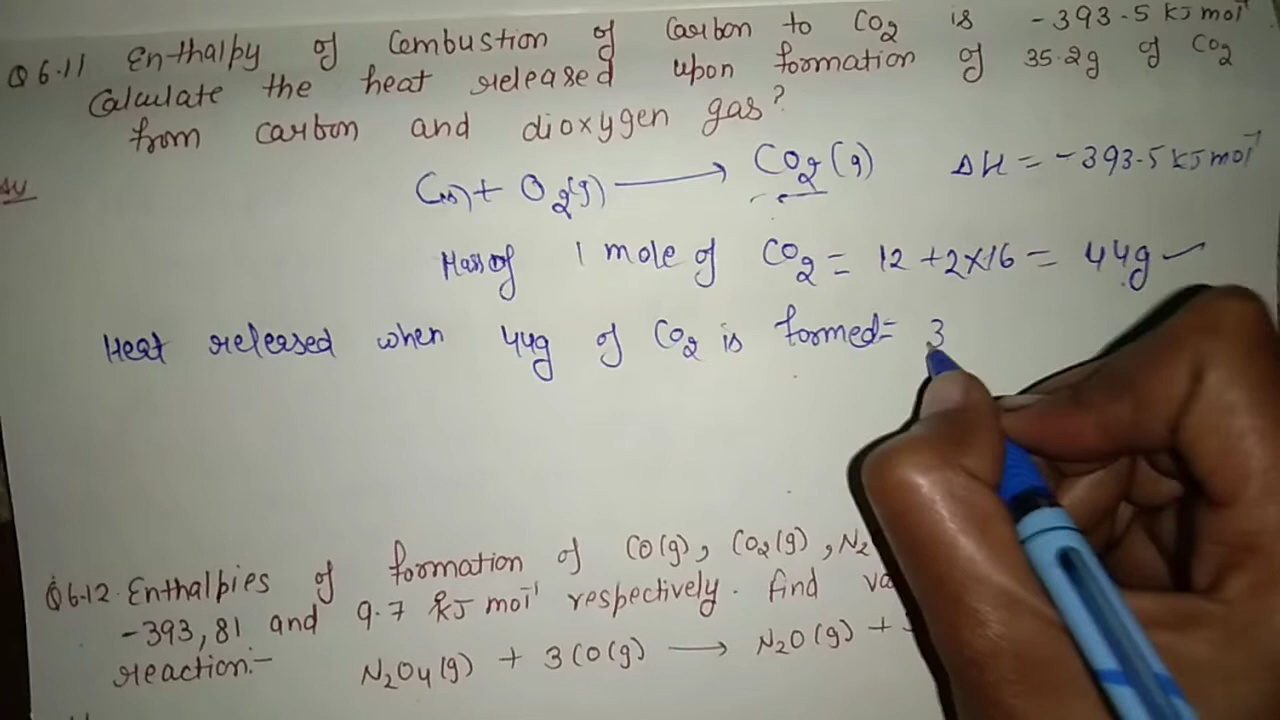 Q 6.11 Enthalpy of Combustion of Carbon to CO2 is -393.5 kJ mol-1
Calculate the heat released upon formation of 35.2g of CO2
from carbon and dioxygen gas?
C(s) + O2(g) ⟶ CO2(g) ΔH = -393.5 kJ mol-1
Mass of 1 mole of CO2 = 12 + 2×16 = 44g
Heat released when 44g of CO2 is formed = 3
Q6.12. Enthalpies of formation of CO(g), CO2(g), N2
-393, 81 and 9.7 kJ mol-1 respectively. Find va
reaction:-
N2O4(g) + 3CO(g) ⟶ N2O(g) +